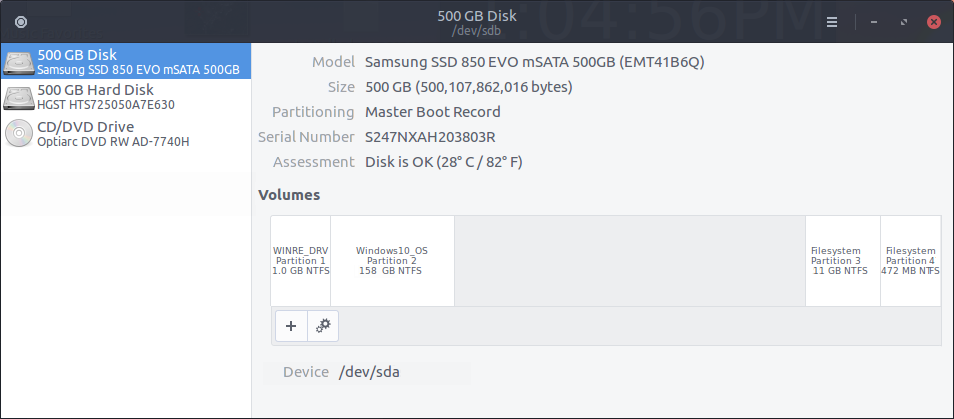 500 GB Disk
/dev/sdb
:04:56PM
500 GB Disk
Samsung SSD 850 EVO mSATA 500GB
500 GB Hard Disk
HGST HTS725050A7E630
CD/DVD Drive
Optiarc DVD RW AD-7740H
Model Samsung SSD 850 EVO mSATA 500GB (EMT41B6Q)
Size 500 GB (500,107,862,016 bytes)
Partitioning Master Boot Record
Serial Number S247NXAH203803R
Assessment Disk is OK (28° C / 82° F)
Volumes
WINRE_DRV
Partition 1
1.0 GB NTFS
Windows10_OS
Partition 2
158 GB NTFS
Filesystem
Partition 3
11 GB NTFS
Filesystem
Partition 4
472 MB NTFS
Device /dev/sda